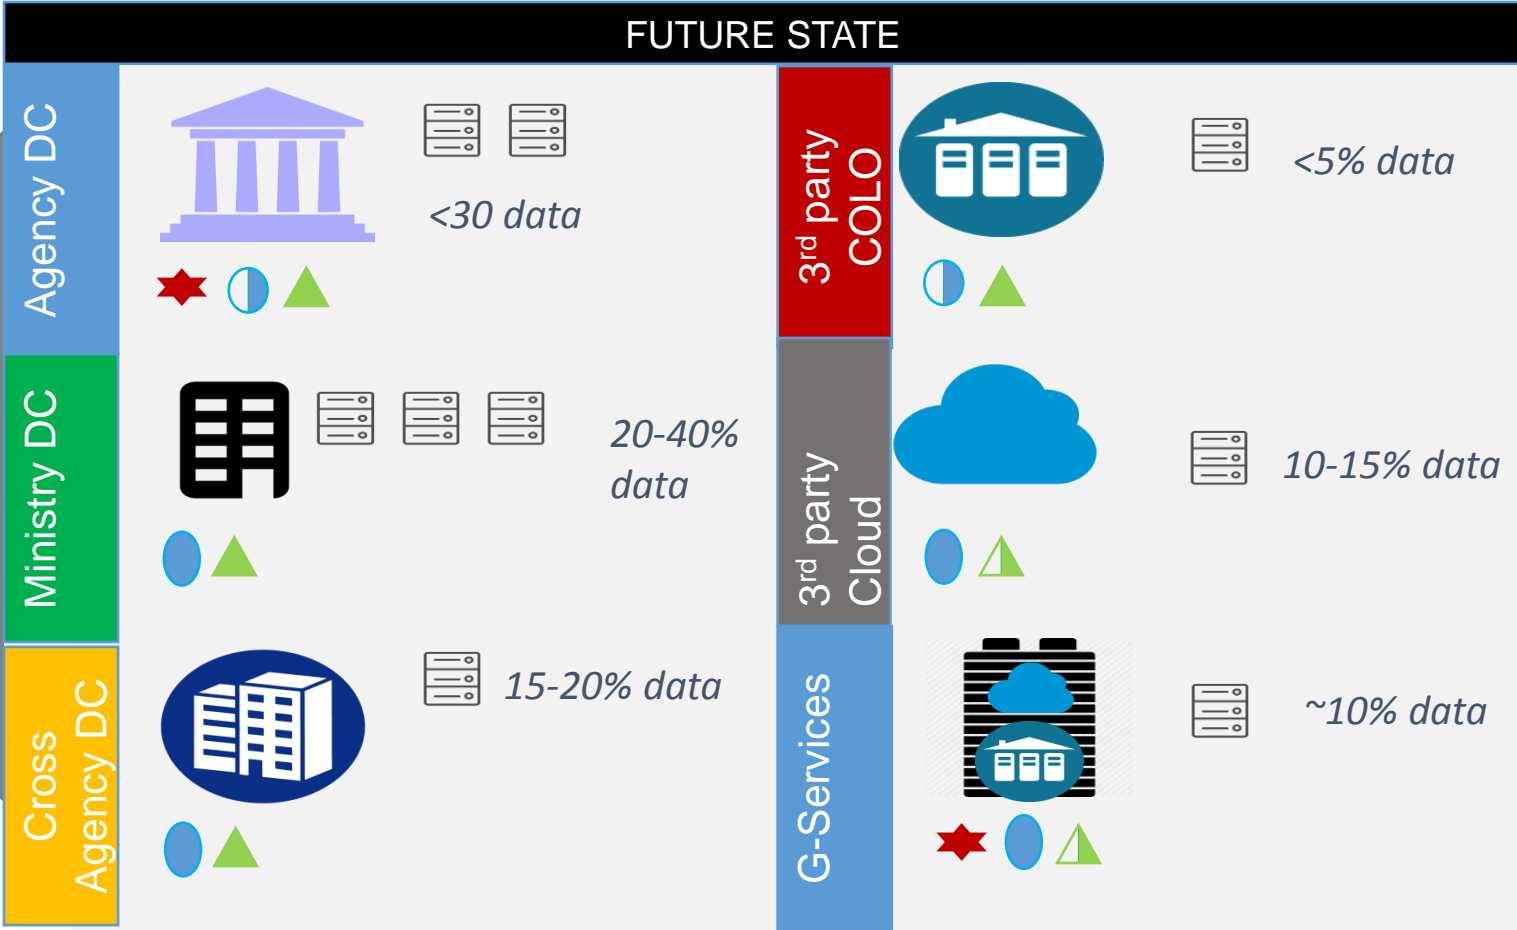 FUTURE STATE
Agency DC
<30 data
Ministry DC
20-40%
data
Cross
Agency DC
15-20% data
3rd party
COLO
<5% data
3rd party
Cloud
10-15% data
G-Services
~10% data